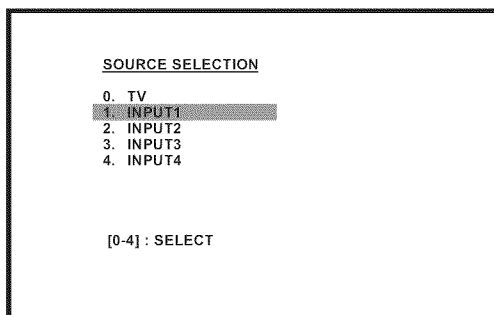 SOURCE SELECTION
0. TV
1. INPUT1
2. INPUT2
3. INPUT3
4. INPUT4
[0-4] : SELECT